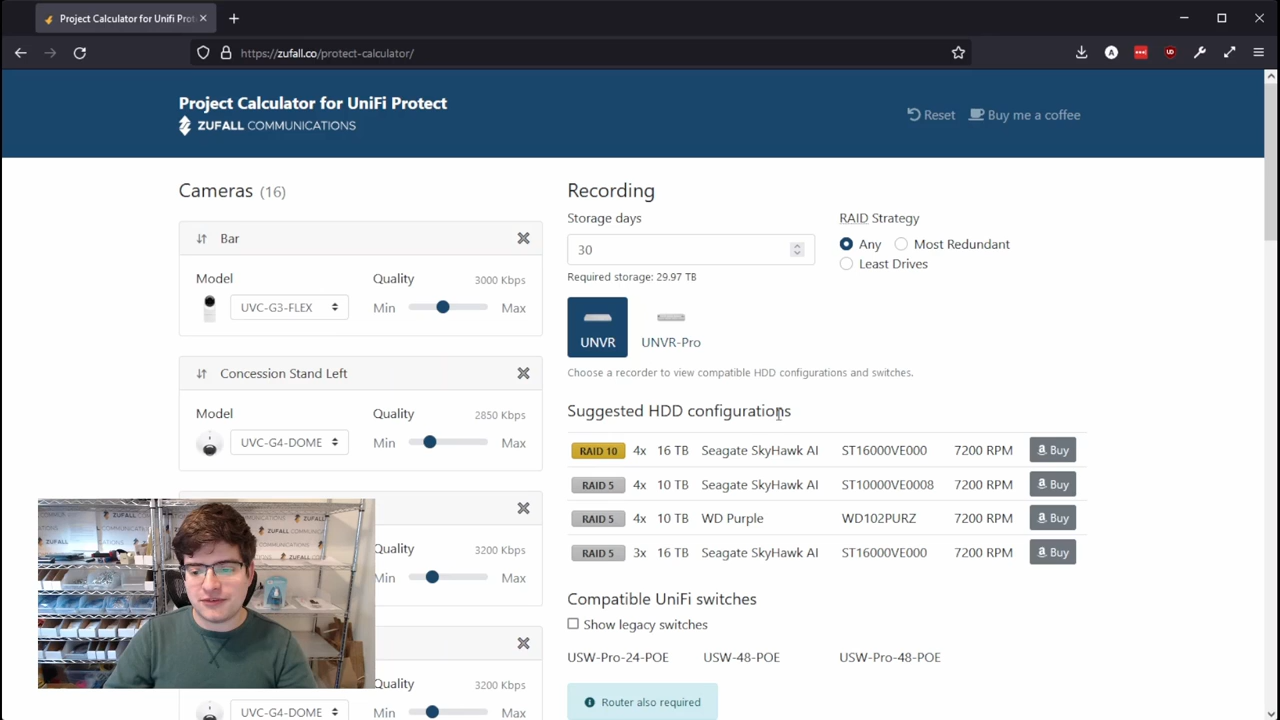 Project Calculator for Unifi Prot
https://zufall.co/protect-calculator/
Project Calculator for UniFi Protect
ZUFALL COMMUNICATIONS
Reset
Buy me a coffee
Cameras (16)
Bar
Model
Quality
3000 Kbps
UVC-G3-FLEX
Min
Max
Concession Stand Left
Model
Quality
2850 Kbps
UVC-G4-DOME
Min
Max
Quality
3200 Kbps
Min
Max
Quality
3200 Kbps
UVC-G4-DOME
Min
Max
Recording
Storage days
30
Required storage: 29.97 TB
RAID Strategy
Any
Most Redundant
Least Drives
UNVR
UNVR-Pro
Choose a recorder to view compatible HDD configurations and switches.
Suggested HDD configurations
RAID 10 4x 16 TB Seagate SkyHawk AI ST16000VE000 7200 RPM Buy
RAID 5 4x 10 TB Seagate SkyHawk AI ST10000VE0008 7200 RPM Buy
RAID 5 4x 10 TB WD Purple WD102PURZ 7200 RPM Buy
RAID 5 3x 16 TB Seagate SkyHawk AI ST16000VE000 7200 RPM Buy
Compatible UniFi switches
Show legacy switches
USW-Pro-24-POE
USW-48-POE
USW-Pro-48-POE
Router also required